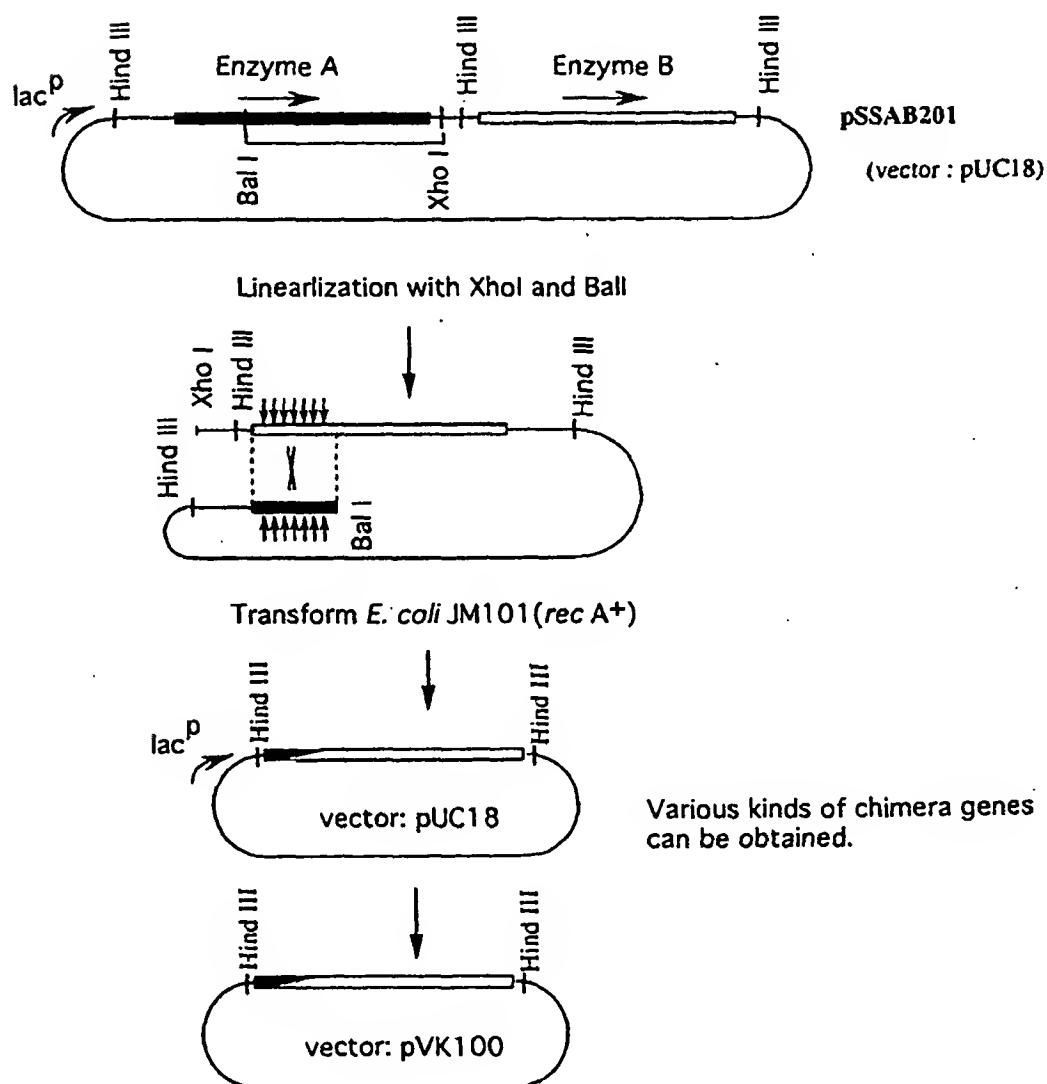 lac p
Hind III
Enzyme A
Hind III
Enzyme B
Hind III
pSSAB201
(vector : pUC18)
Bal I
Xho I
Linearlization with XhoI and BalI
Hind III
Xho I
Hind III
Hind III
Bal I
Transform E. coli JM101(rec A+)
lac p
Hind III
Hind III
vector: pUC18
Various kinds of chimera genes
can be obtained.
Hind III
Hind III
vector: pVK100